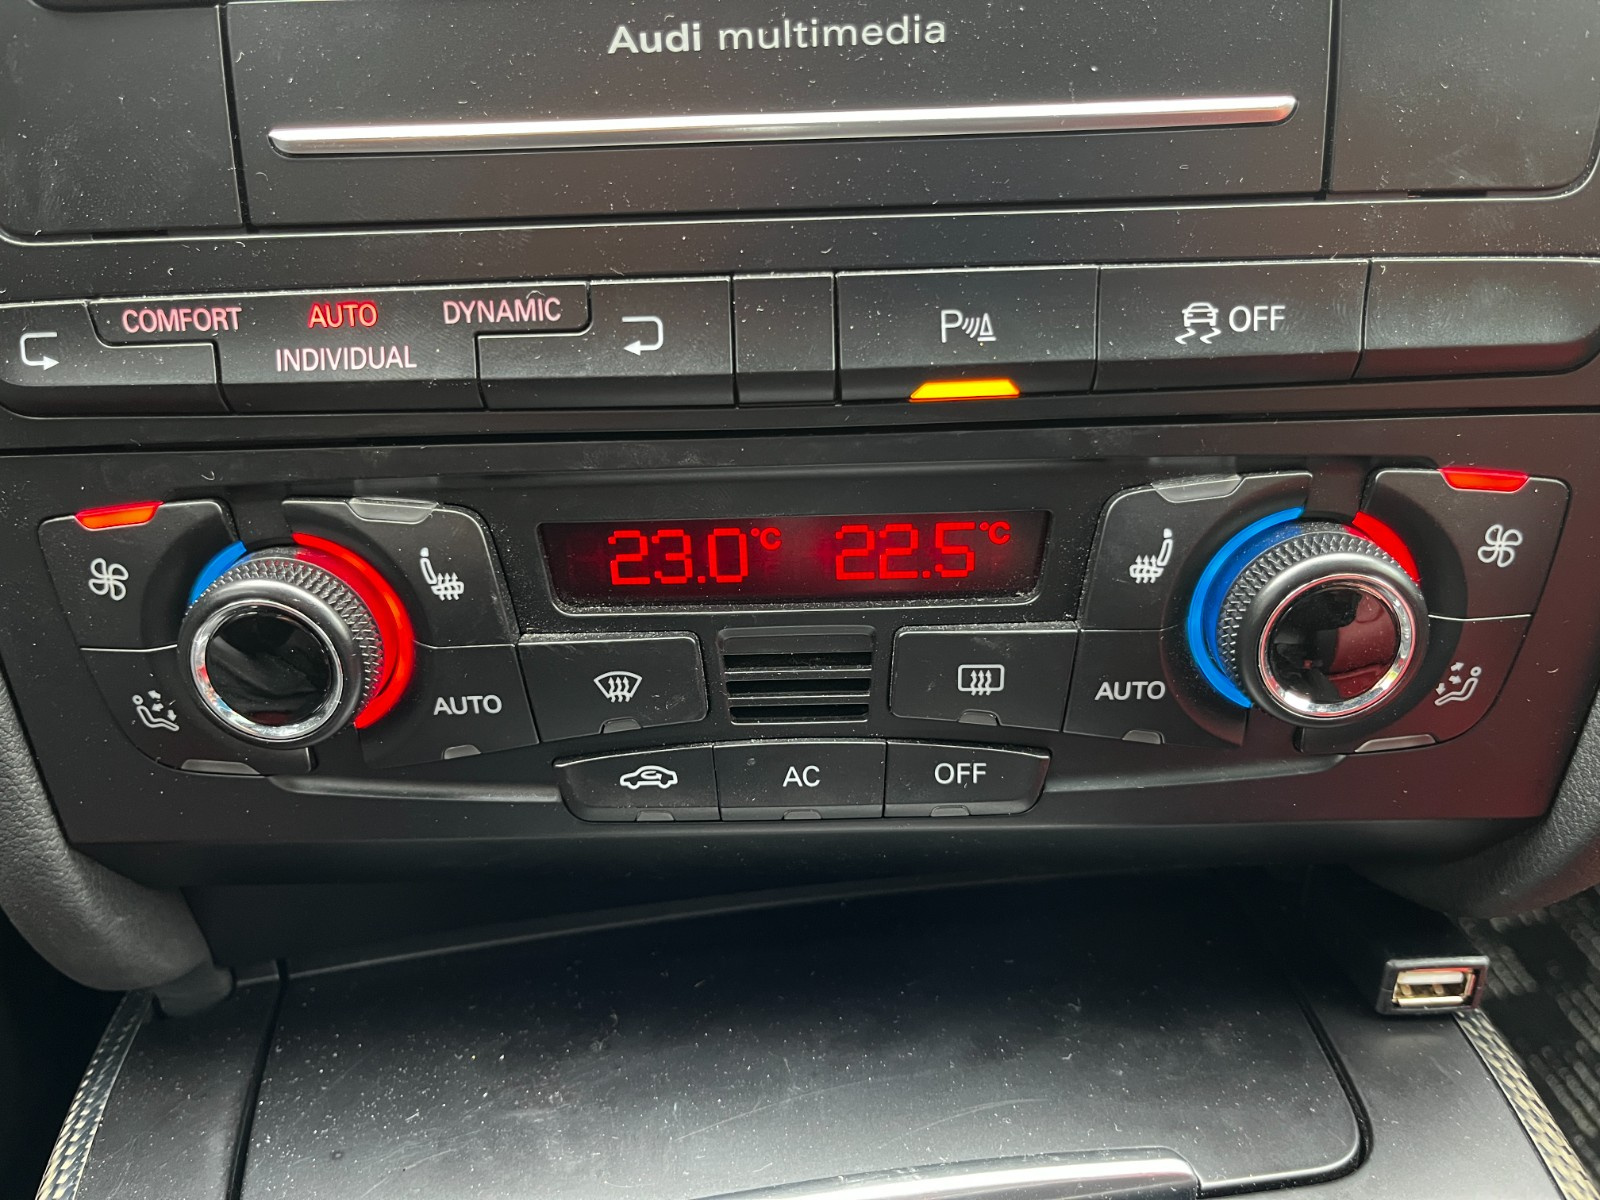 Audi multimedia
COMFORT AUTO DYNAMIC
INDIVIDUAL
P OFF
23.0°C 22.5°C
AUTO AUTO
AC OFF